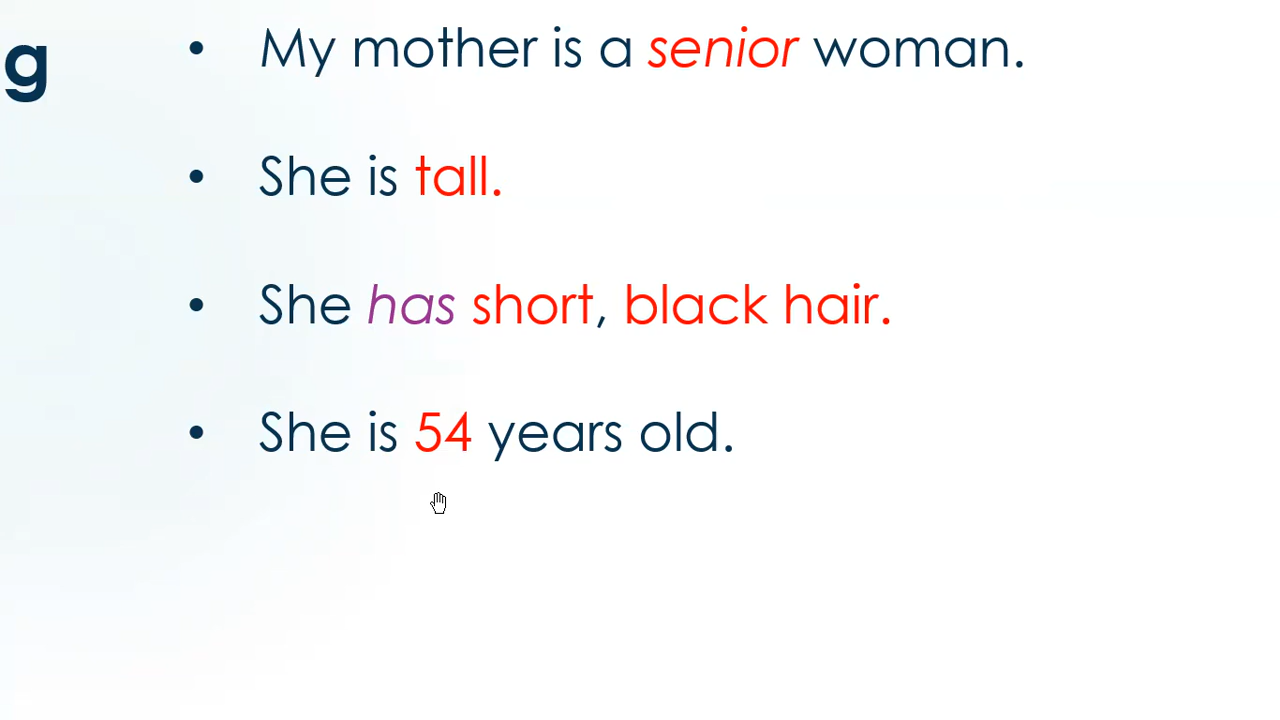 g
• My mother is a senior woman.
• She is tall.
• She has short, black hair.
• She is 54 years old.